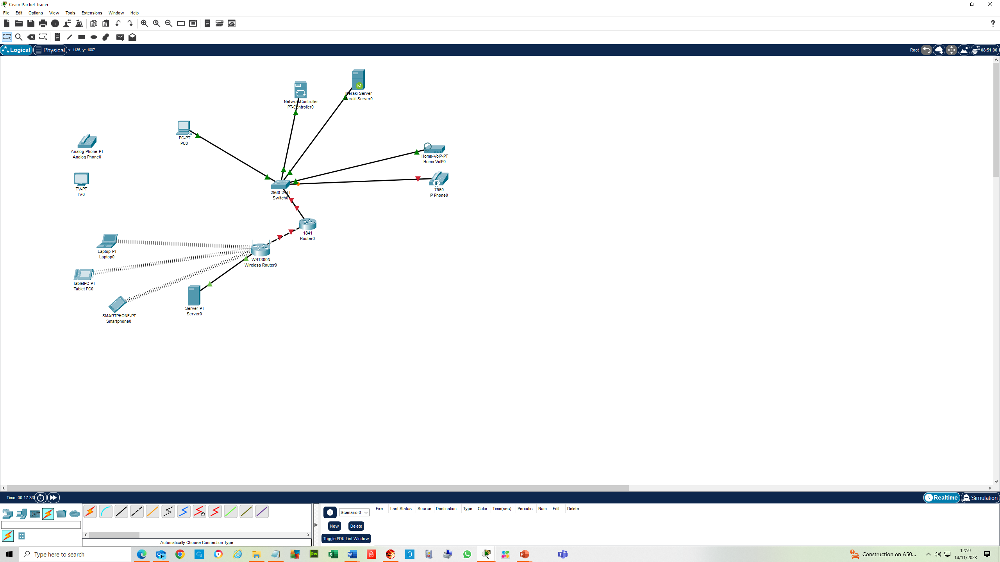 Cisco Packet Tracer
File Edit Options View Tools Extensions Window Help
?
Logical Physical x: 1136, y: 1007 Root 08:51:00
M
Meraki-Server
Meraki Server0
NetworkController
PT-Controller0
PC-PT
PC0
Analog-Phone-PT
Analog Phone0
Home-VoIP-PT
Home VoIP0
TV-PT
TV0
IP
7960
IP Phone0
2960-24TT
Switch0
1841
Router0
Laptop-PT
Laptop0
WRT300N
Wireless Router0
TabletPC-PT
Tablet PC0
Server-PT
Server0
SMARTPHONE-PT
Smartphone0
Time: 00:17:33 Realtime Simulation
Scenario 0
New Delete
Toggle PDU List Window
Fire Last Status Source Destination Type Color Time(sec) Periodic Num Edit Delete
Automatically Choose Connection Type
Type here to search
Dw
Construction on A50...
12:59
14/11/2023